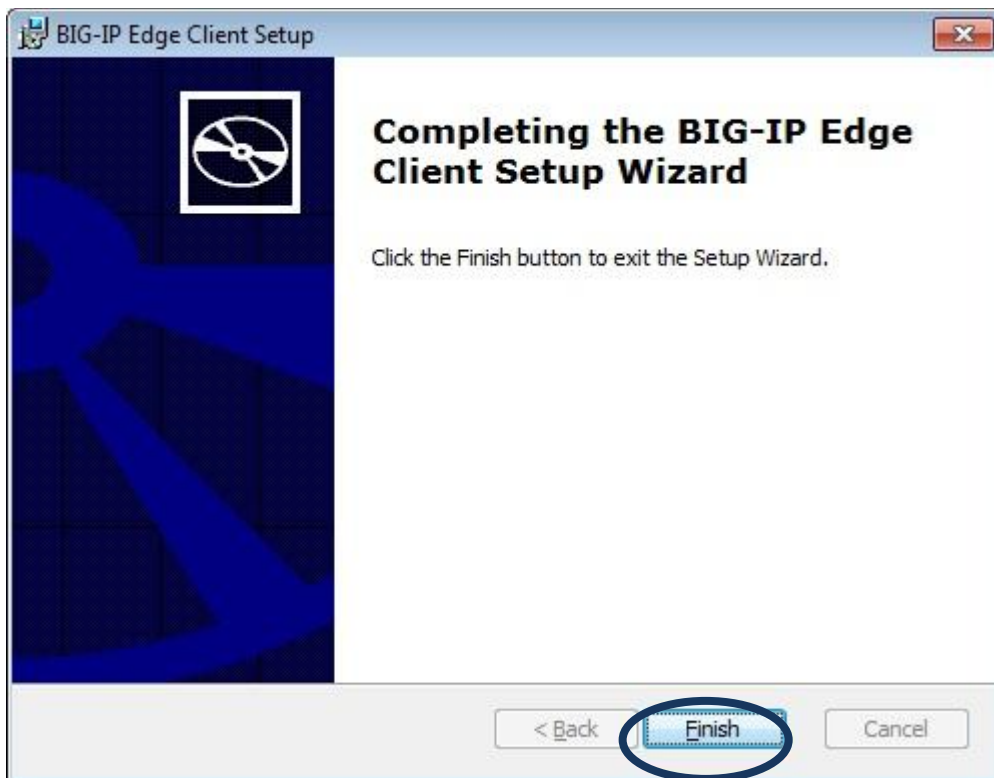 BIG-IP Edge Client Setup
Completing the BIG-IP Edge
Client Setup Wizard
Click the Finish button to exit the Setup Wizard.
< Back Finish Cancel